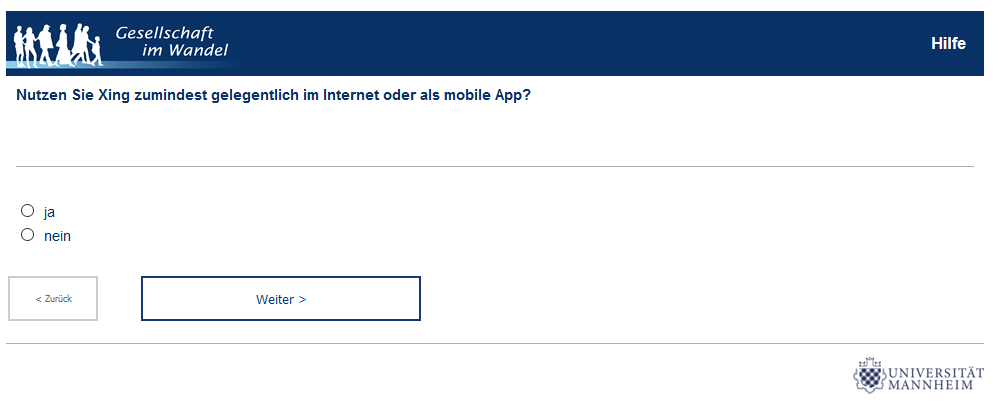 Gesellschaft
im Wandel
Hilfe
Nutzen Sie Xing zumindest gelegentlich im Internet oder als mobile App?
ja
nein
< Zurück
Weiter >
UNIVERSITÄT
MANNHEIM